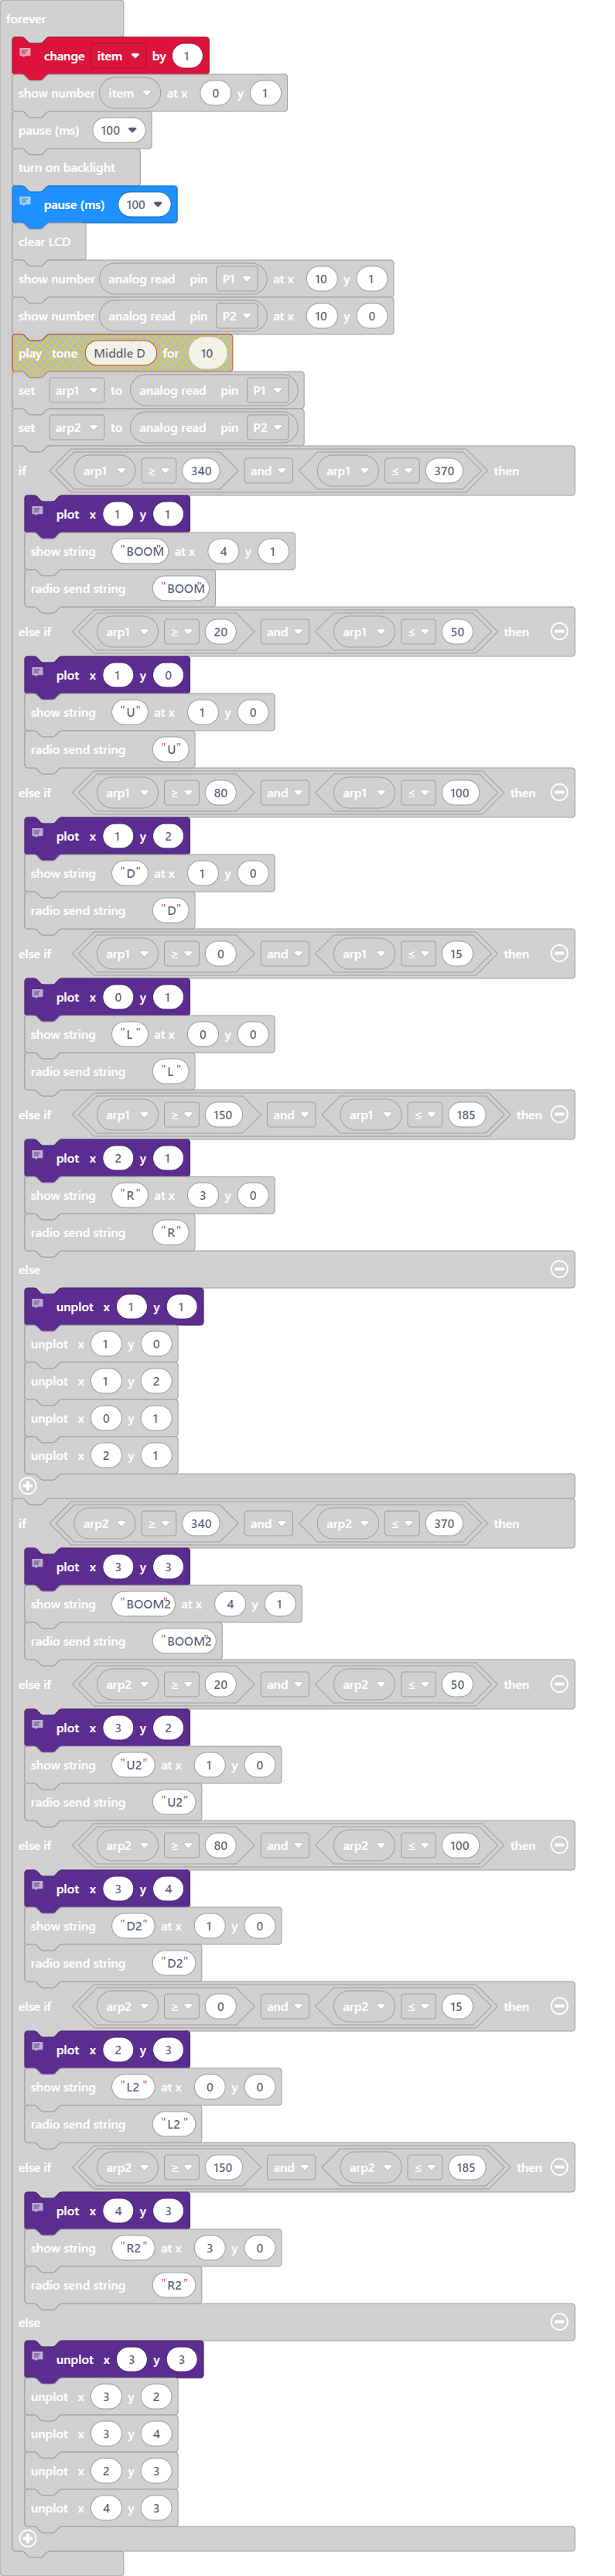 forever
change item by 1
show number item at x 0 y 1
pause (ms) 100
turn on backlight
pause (ms) 100
clear LCD
show number analog read pin P1 at x 10 y 1
show number analog read pin P2 at x 10 y 0
play tone Middle D for 10
set arp1 to analog read pin P1
set arp2 to analog read pin P2
if arp1 ≥ 340 and arp1 ≤ 370 then
plot x 1 y 1
show string "BOOM" at x 4 y 1
radio send string "BOOM"
else if arp1 ≥ 20 and arp1 ≤ 50 then
plot x 1 y 0
show string "U" at x 1 y 0
radio send string "U"
else if arp1 ≥ 80 and arp1 ≤ 100 then
plot x 1 y 2
show string "D" at x 1 y 0
radio send string "D"
else if arp1 ≥ 0 and arp1 ≤ 15 then
plot x 0 y 1
show string "L" at x 0 y 0
radio send string "L"
else if arp1 ≥ 150 and arp1 ≤ 185 then
plot x 2 y 1
show string "R" at x 3 y 0
radio send string "R"
else
unplot x 1 y 1
unplot x 1 y 0
unplot x 1 y 2
unplot x 0 y 1
unplot x 2 y 1
if arp2 ≥ 340 and arp2 ≤ 370 then
plot x 3 y 3
show string "BOOM2" at x 4 y 1
radio send string "BOOM2"
else if arp2 ≥ 20 and arp2 ≤ 50 then
plot x 3 y 2
show string "U2" at x 1 y 0
radio send string "U2"
else if arp2 ≥ 80 and arp2 ≤ 100 then
plot x 3 y 4
show string "D2" at x 1 y 0
radio send string "D2"
else if arp2 ≥ 0 and arp2 ≤ 15 then
plot x 2 y 3
show string "L2" at x 0 y 0
radio send string "L2"
else if arp2 ≥ 150 and arp2 ≤ 185 then
plot x 4 y 3
show string "R2" at x 3 y 0
radio send string "R2"
else
unplot x 3 y 3
unplot x 3 y 2
unplot x 3 y 4
unplot x 2 y 3
unplot x 4 y 3